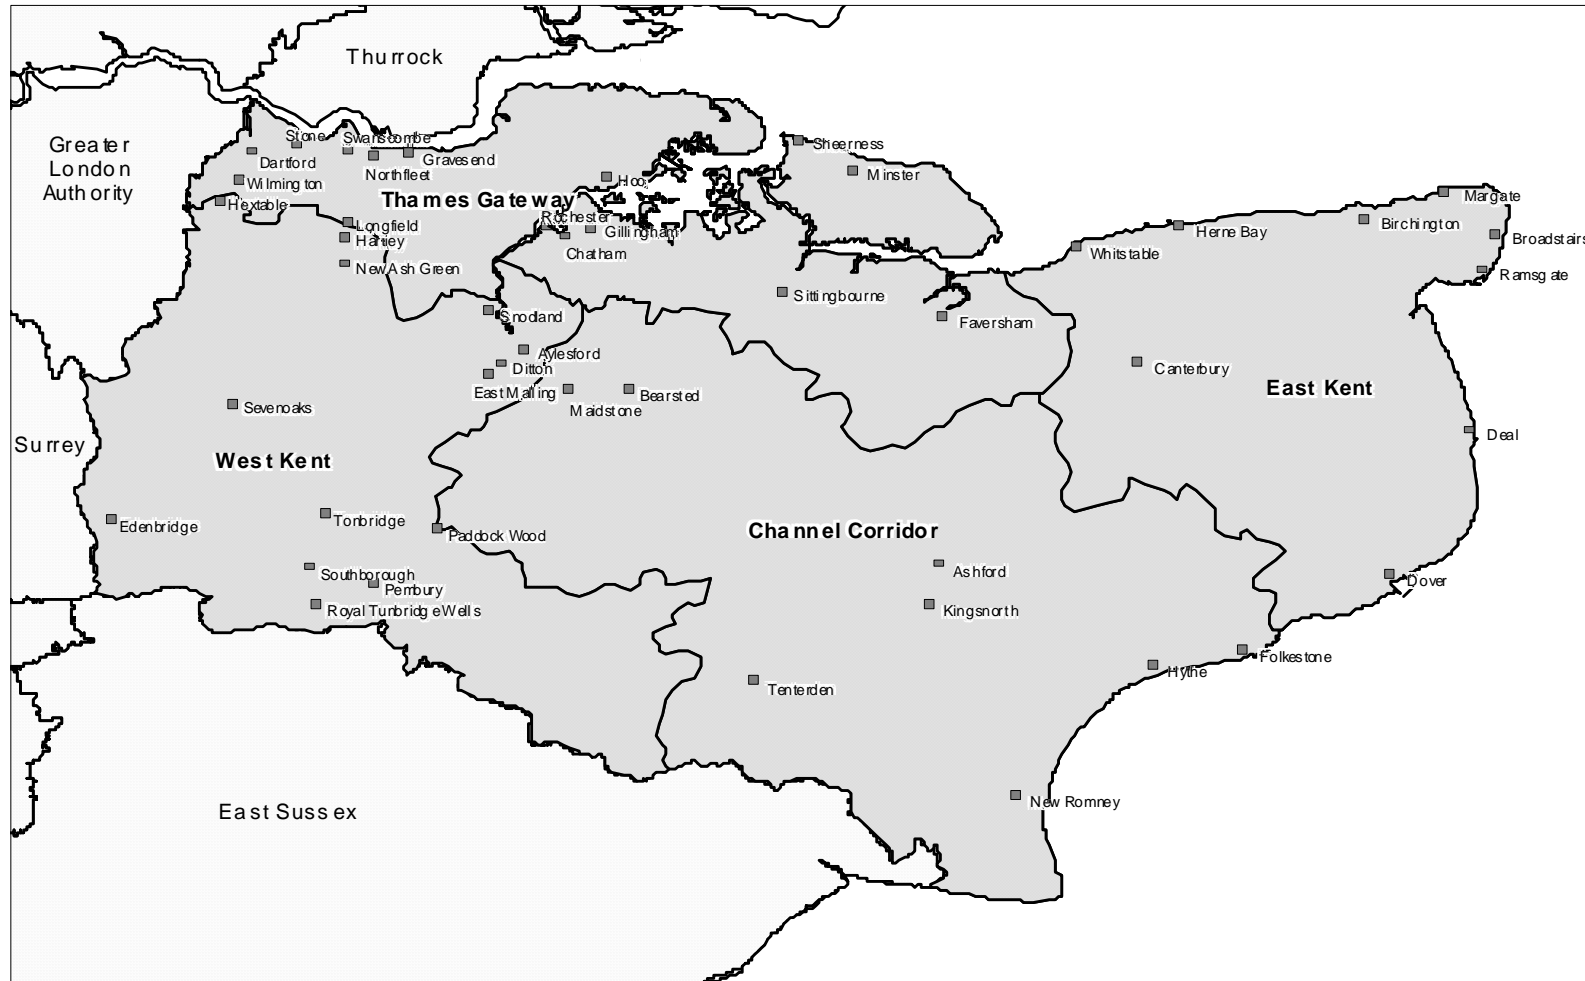 Thurrock
Greater
London
Authority
Stone
Swanscombe
Dartford
Northfleet
Gravesend
Wilmington
Hextable
Thames Gateway
Hoo
Sheerness
Minster
Longfield
Hartley
New Ash Green
Rochester
Gillingham
Chatham
Margate
Birchington
Broadstairs
Ramsgate
Herne Bay
Whitstable
Sittingbourne
Faversham
Snodland
Aylesford
Ditton
East Malling
Maidstone
Bearsted
Canterbury
East Kent
Deal
Sevenoaks
Surrey
West Kent
Edenbridge
Tonbridge
Paddock Wood
Channel Corridor
Southborough
Pembury
Royal Tunbridge Wells
Ashford
Kingsnorth
Dover
Folkestone
Hythe
Tenterden
New Romney
East Sussex